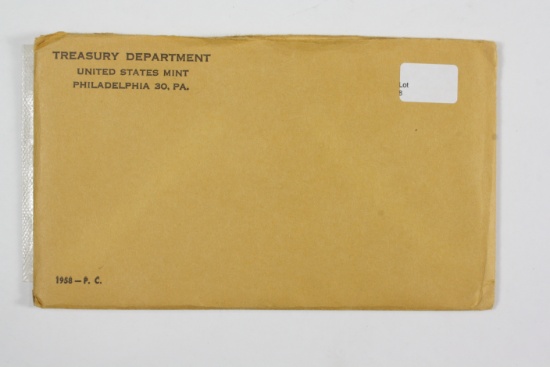 TREASURY DEPARTMENT
UNITED STATES MINT
PHILADELPHIA 30, PA.
Lot
1958 — P. C.